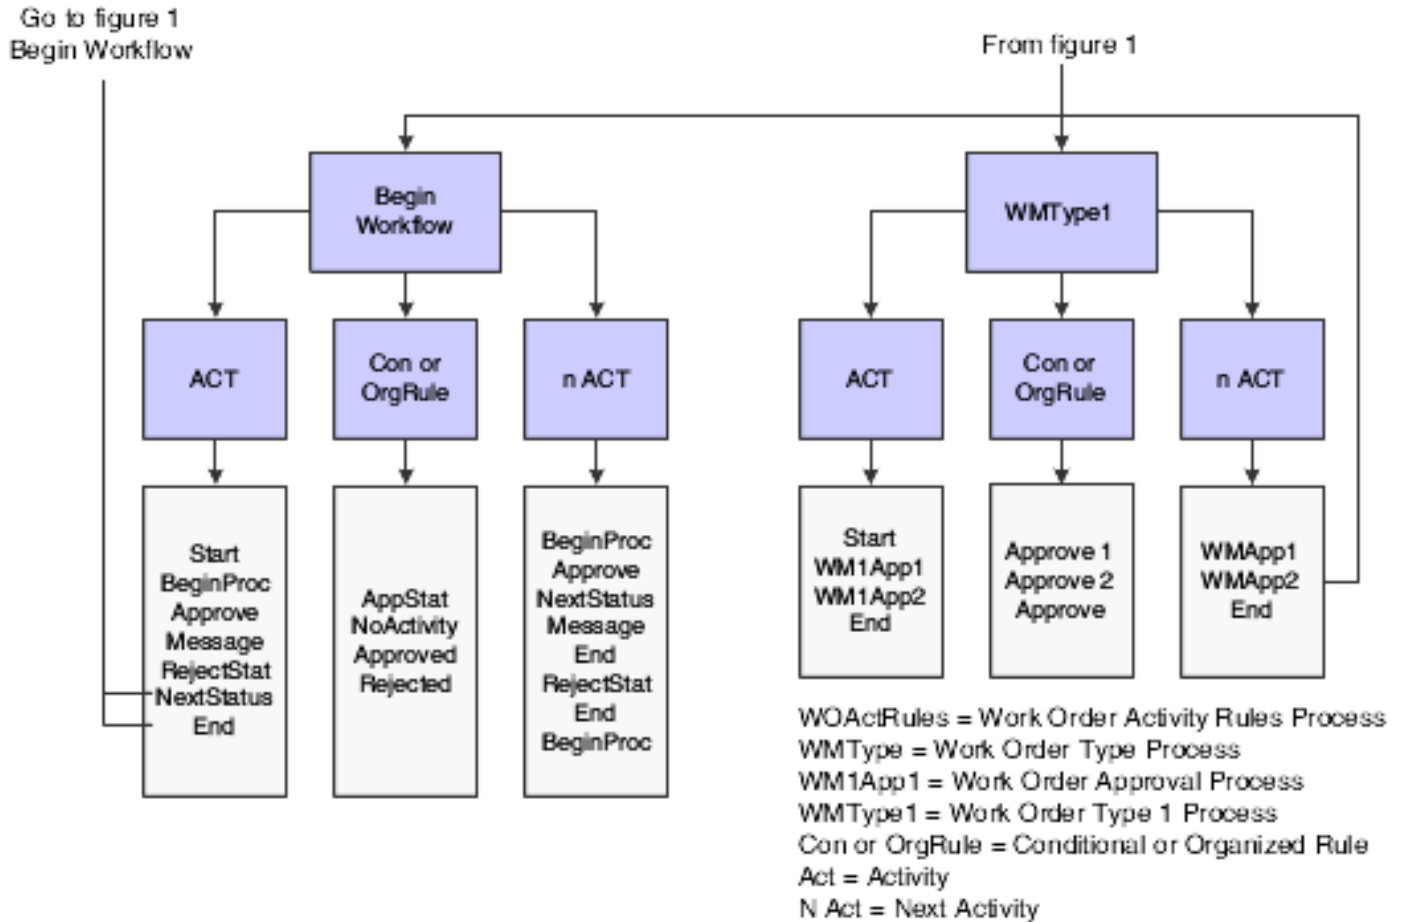 Go to figure 1
Begin Workflow
From figure 1
Begin
Workflow
WMType1
ACT
Con or
OrgRule
n ACT
ACT
Con or
OrgRule
n ACT
Start
BeginProc
Approve
Message
RejectStat
NextStatus
End
AppStat
NoActivity
Approved
Rejected
BeginProc
Approve
NextStatus
Message
End
RejectStat
End
BeginProc
Start
WM1App1
WM1App2
End
Approve 1
Approve 2
Approve
WMApp1
WMApp2
End
WOActRules = Work Order Activity Rules Process
WMType = Work Order Type Process
WM1App1 = Work Order Approval Process
WMType1 = Work Order Type 1 Process
Con or OrgRule = Conditional or Organized Rule
Act = Activity
N Act = Next Activity